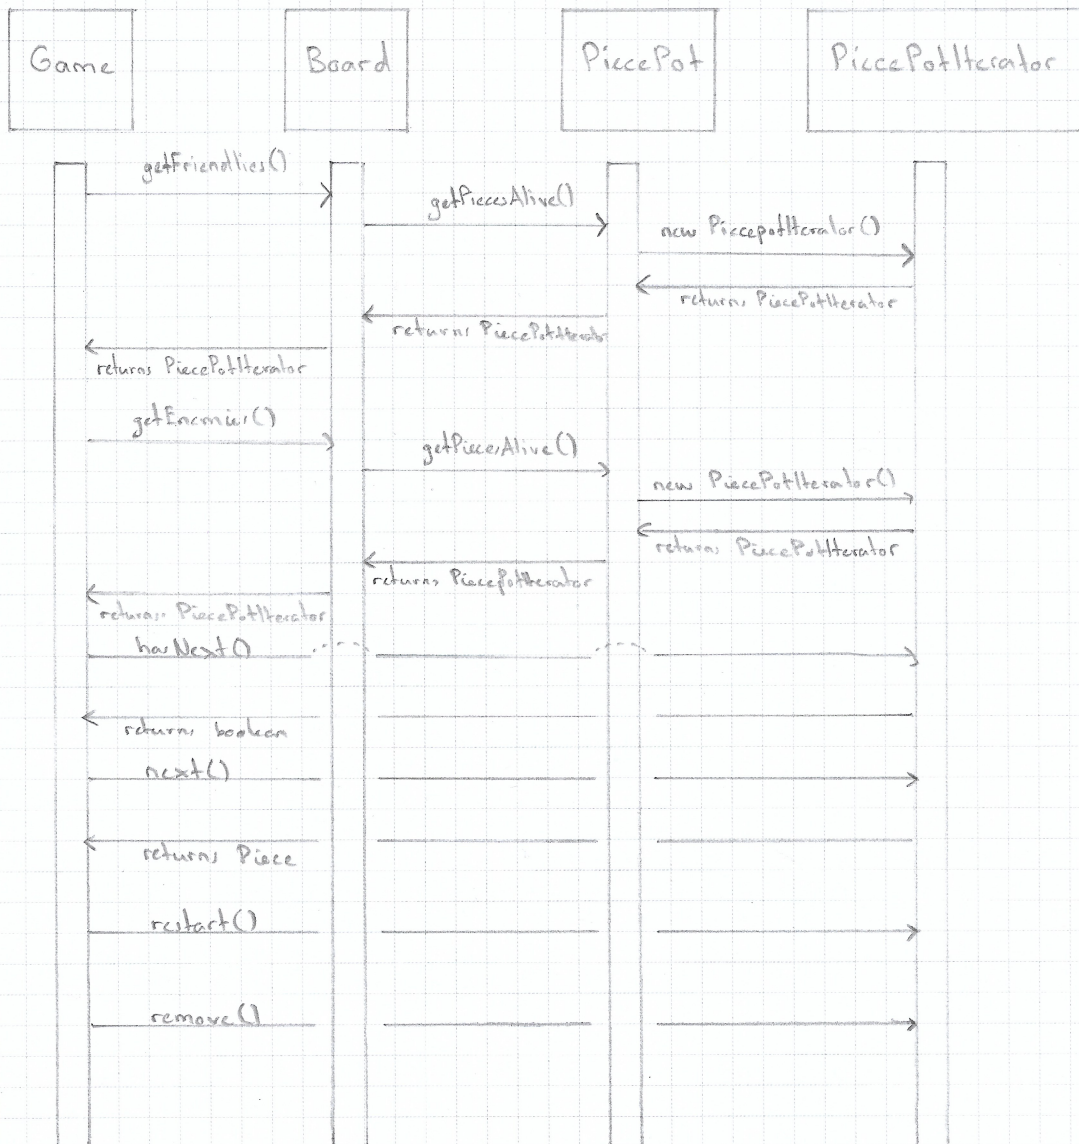 Game
Board
PiecePot
PiecePotIterator
getFriendlies()
getPiecesAlive()
new PiecepotIterator()
returns PiecePotIterator
returns PiecePotIterator
returns PiecePotIterator
getEnemies()
getPiecesAlive()
new PiecePotIterator()
returns PiecePotIterator
returns PiecePotIterator
returns PiecePotIterator
hasNext()
returns boolean
next()
returns Piece
restart()
remove()